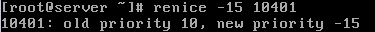 [root@server ~]# renice -15 10401
10401: old priority 10, new priority -15